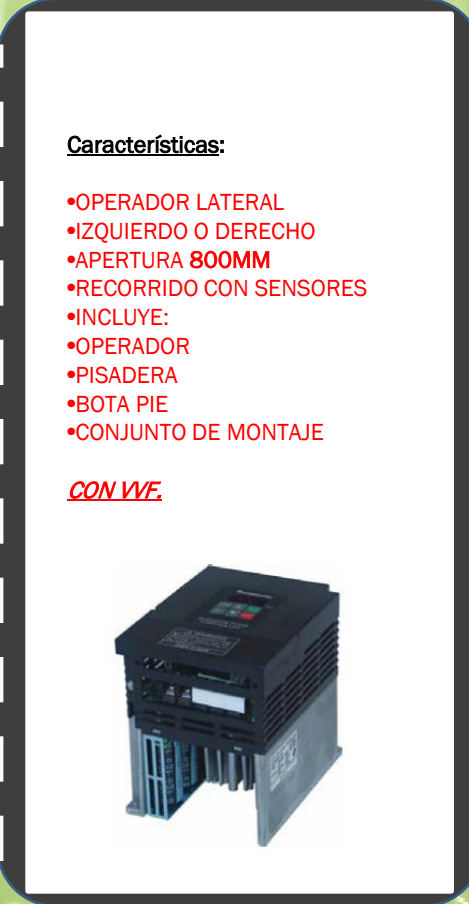 Características:
•OPERADOR LATERAL
•IZQUIERDO O DERECHO
•APERTURA 800MM
•RECORRIDO CON SENSORES
•INCLUYE:
•OPERADOR
•PISADERA
•BOTA PIE
•CONJUNTO DE MONTAJE
CON VVF.